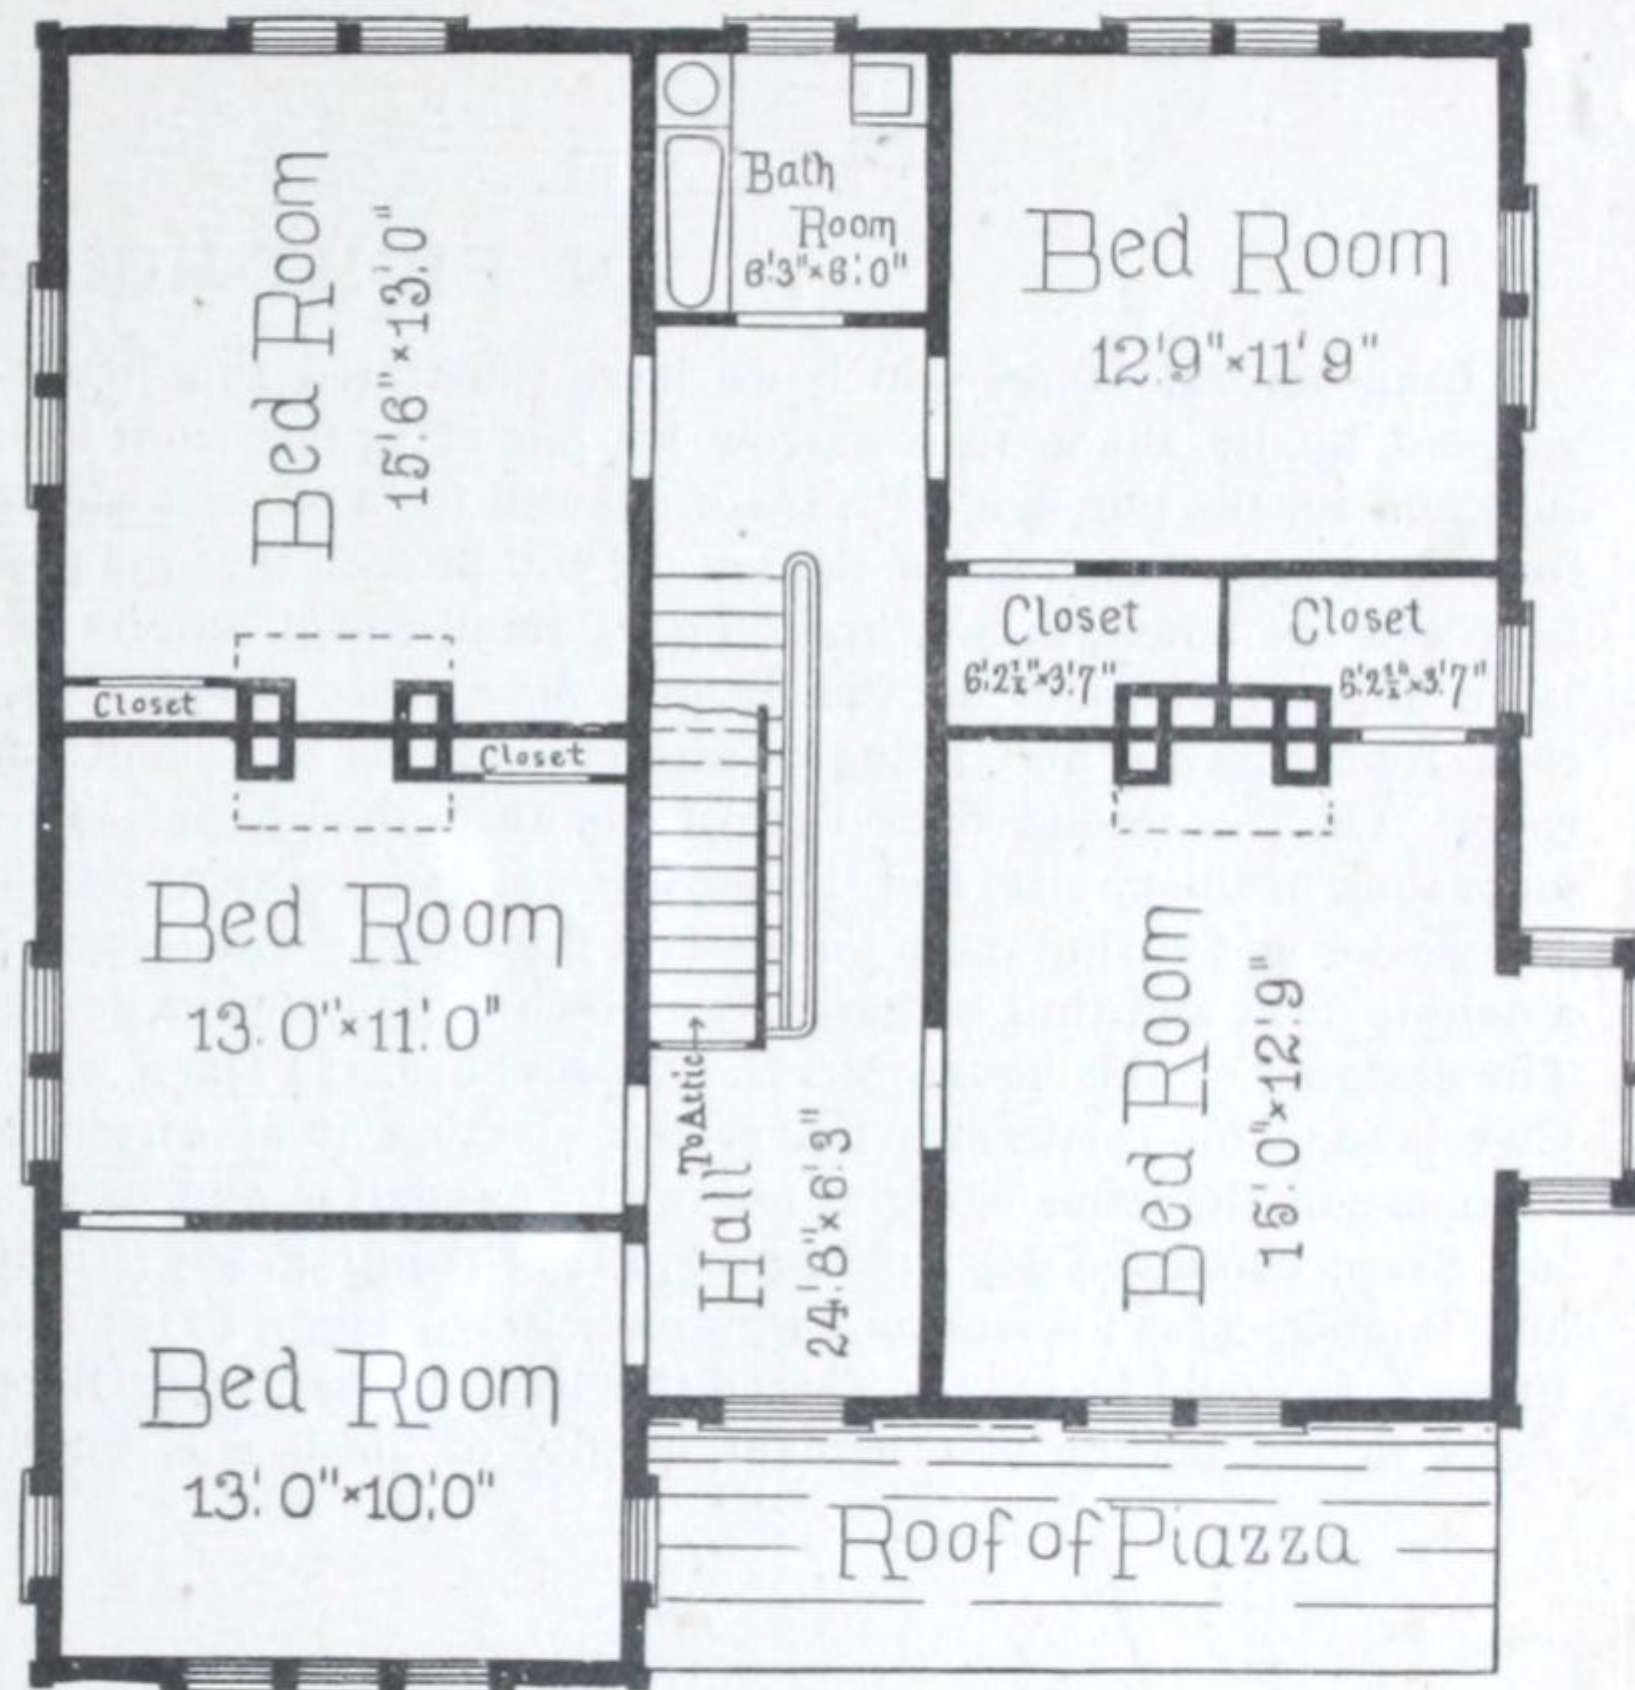 Bed Room
15'.6"×13'.0"
Bath
Room
6'.3"×6'.0"
Bed Room
12'.9"×11'.9"
Closet
6'.2½"×3'.7"
Closet
6'.2½"×3'.7"
Closet
Closet
Bed Room
13.0"×11'.0"
To Attic →
Hall
24'.8"×6'.3"
Bed Room
15'.0"×12'.9"
Bed Room
13'.0"×10'.0"
Roof of Piazza